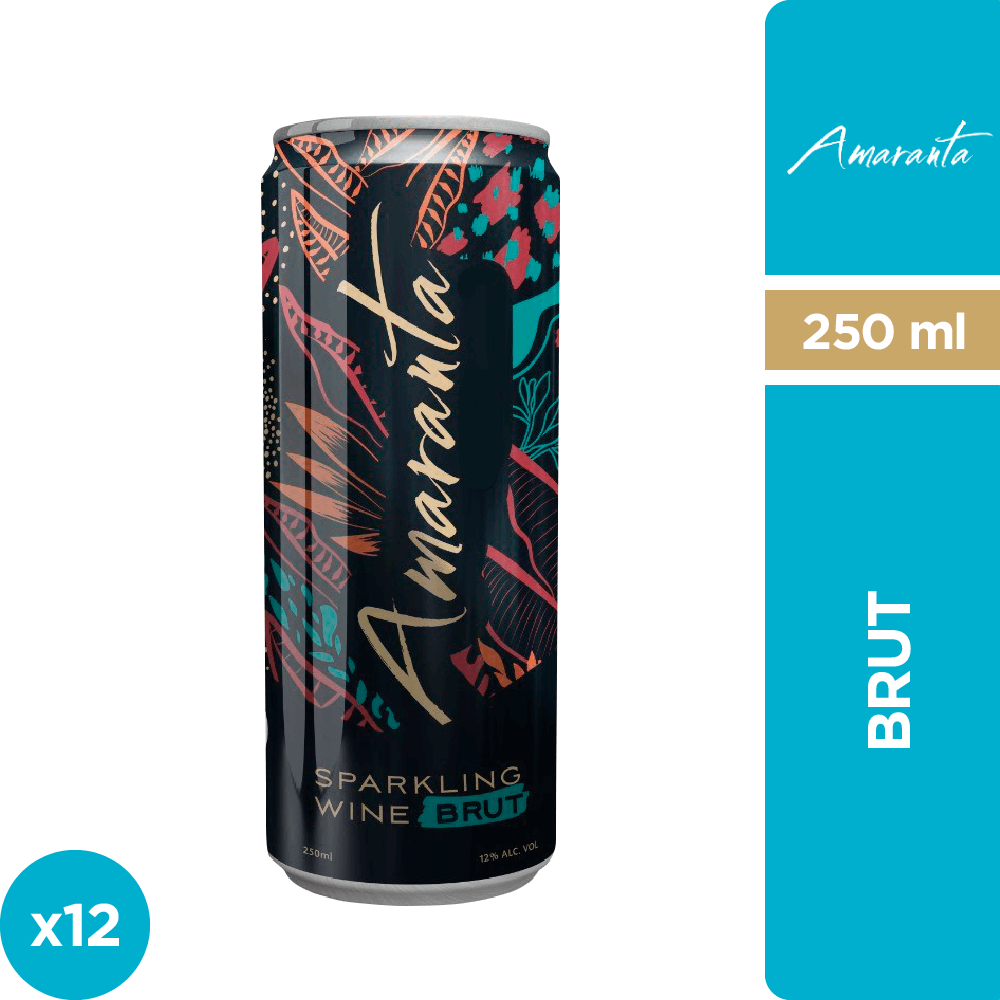 Amaranta
SPARKLING
WINE BRUT
250ml
12% ALC. VOL
x12
Amaranta
250 ml
BRUT